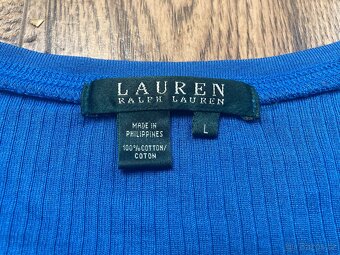 LAUREN
RALPH LAUREN
MADE IN
PHILIPPINES
100% COTTON/
COTON
L